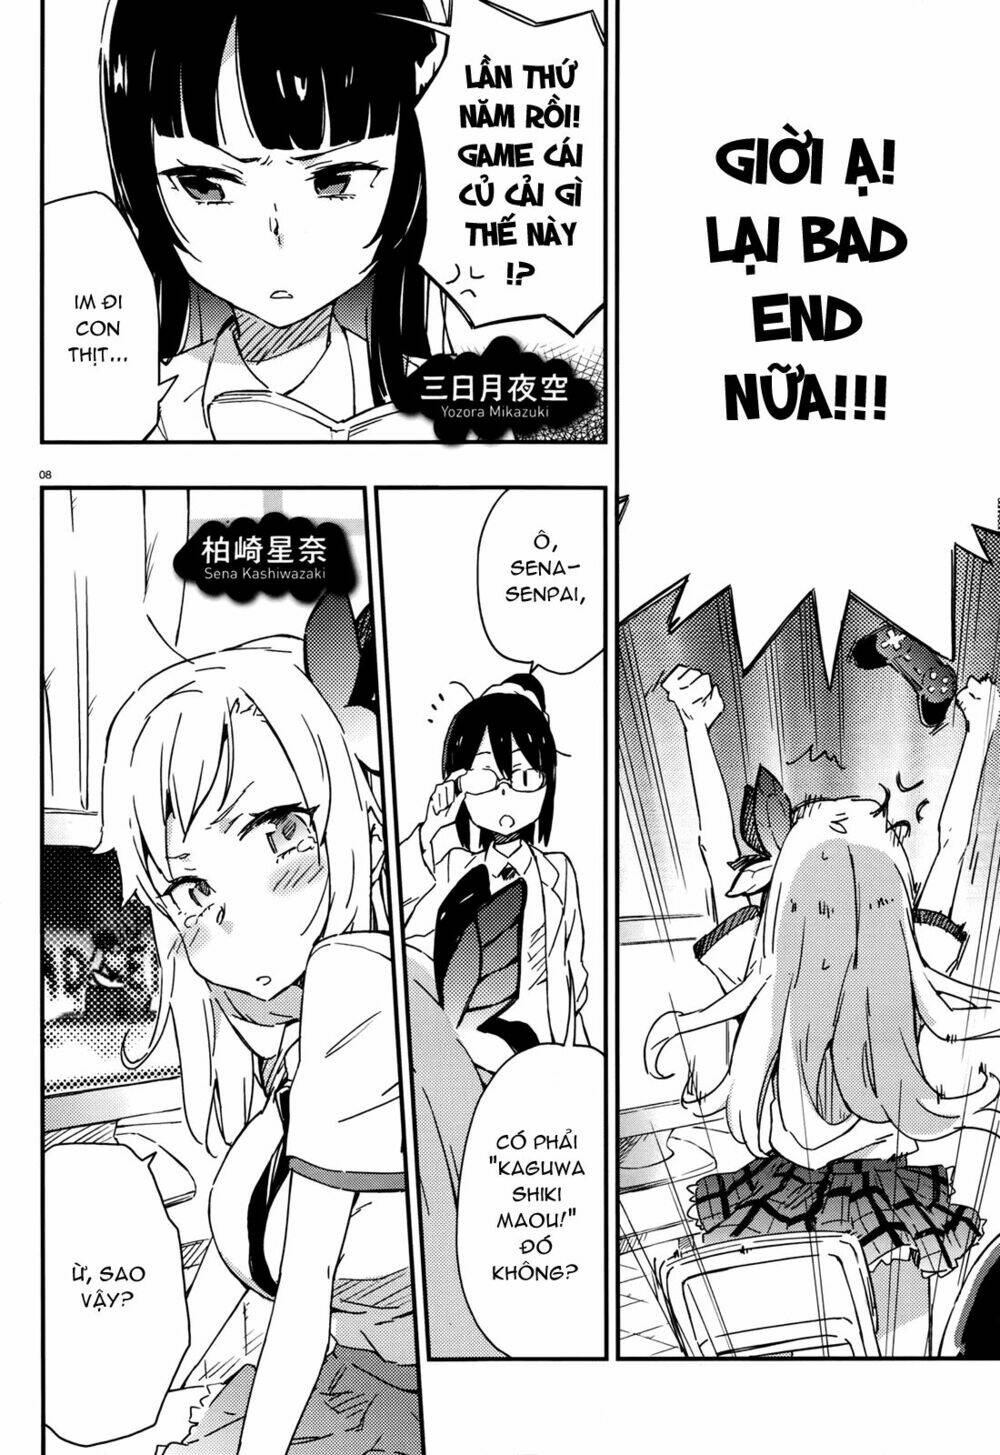 GIỜI Ạ!
LẠI BAD
END
NỮA!!!
LẦN THỨ
NĂM RỒI!
GAME CÁI
CỦ CẢI GÌ
THẾ NÀY
!?
三日月夜空
Yozora Mikazuki
IM ĐI
CON
THỊT...
08
Ô,
SENA-
SENPAI,
CÓ PHẢI
"KAGUWA
SHIKI
MAOU!"
ĐÓ
KHÔNG?
柏崎星奈
Sena Kashiwazaki
Ừ, SAO
VẬY?